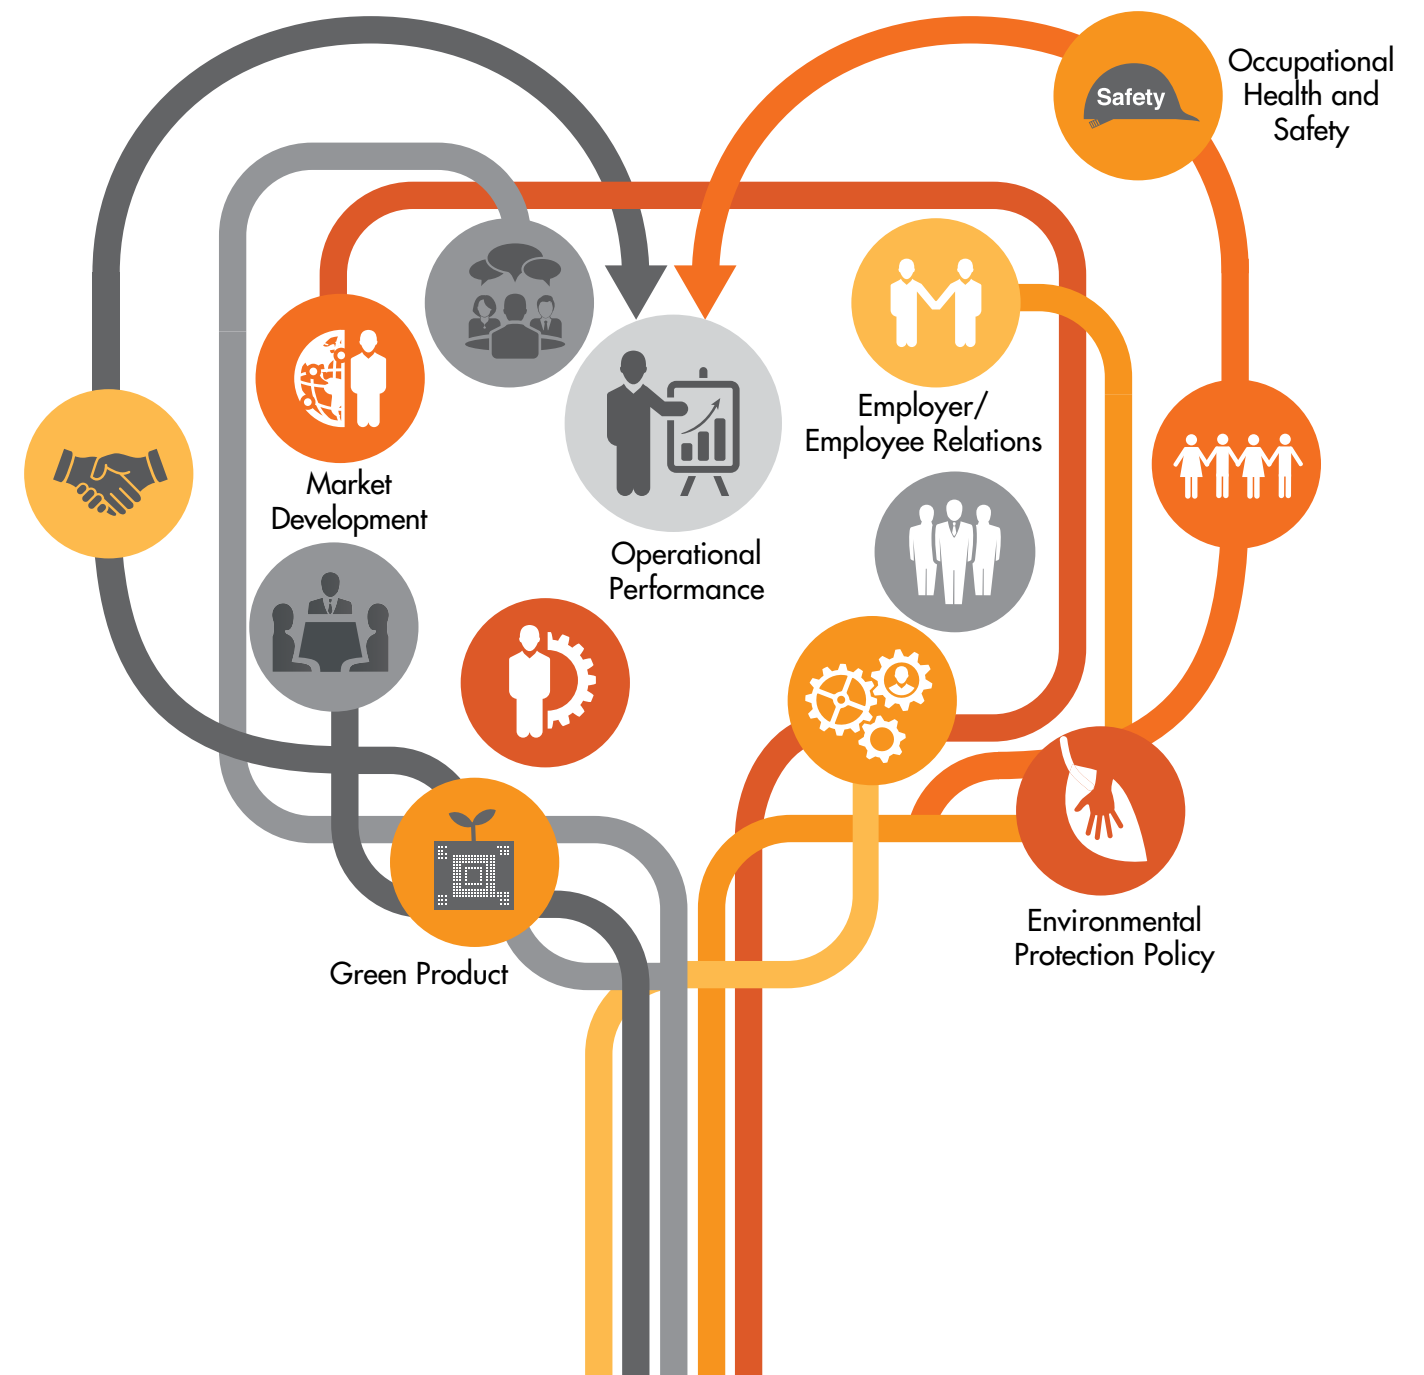 Occupational
Health and
Safety
Safety
Employer/
Employee Relations
Market
Development
Operational
Performance
Environmental
Protection Policy
Green Product